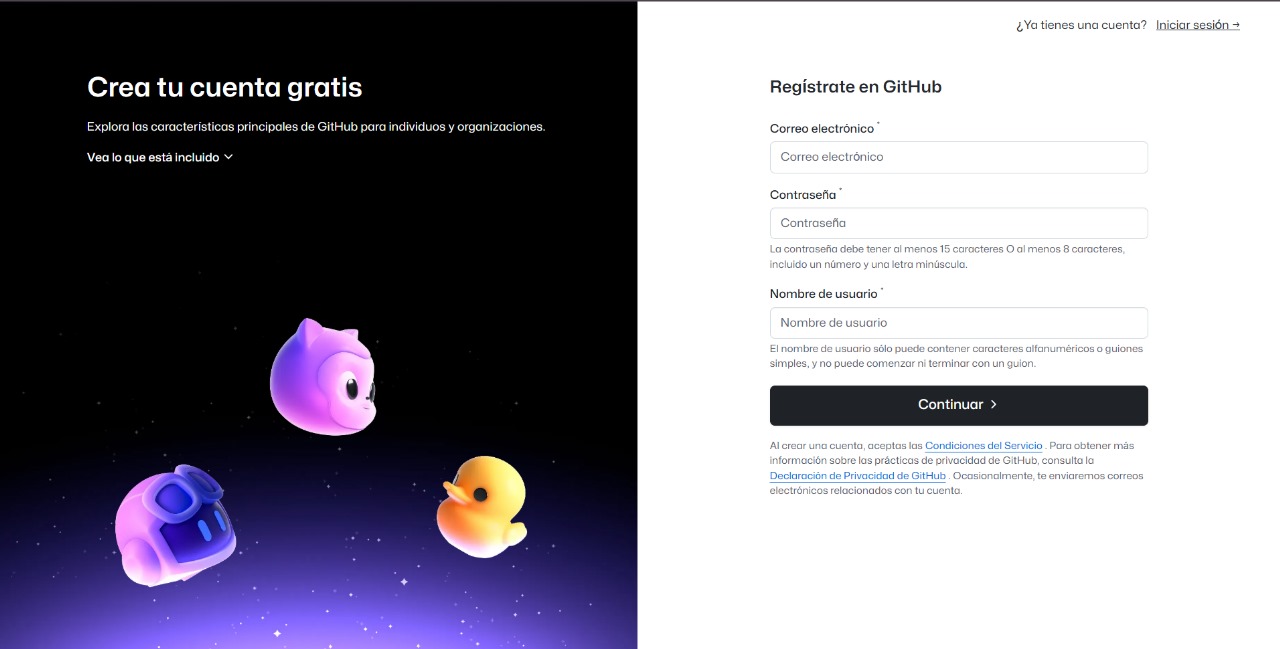 ¿Ya tienes una cuenta? Iniciar sesión →
Crea tu cuenta gratis
Explora las características principales de GitHub para individuos y organizaciones.
Vea lo que está incluido
Regístrate en GitHub
Correo electrónico *
Correo electrónico
Contraseña *
Contraseña
La contraseña debe tener al menos 15 caracteres O al menos 8 caracteres,
incluido un número y una letra minúscula.
Nombre de usuario *
Nombre de usuario
El nombre de usuario sólo puede contener caracteres alfanuméricos o guiones
simples, y no puede comenzar ni terminar con un guion.
Continuar >
Al crear una cuenta, aceptas las Condiciones del Servicio . Para obtener más
información sobre las prácticas de privacidad de GitHub, consulta la
Declaración de Privacidad de GitHub . Ocasionalmente, te enviaremos correos
electrónicos relacionados con tu cuenta.